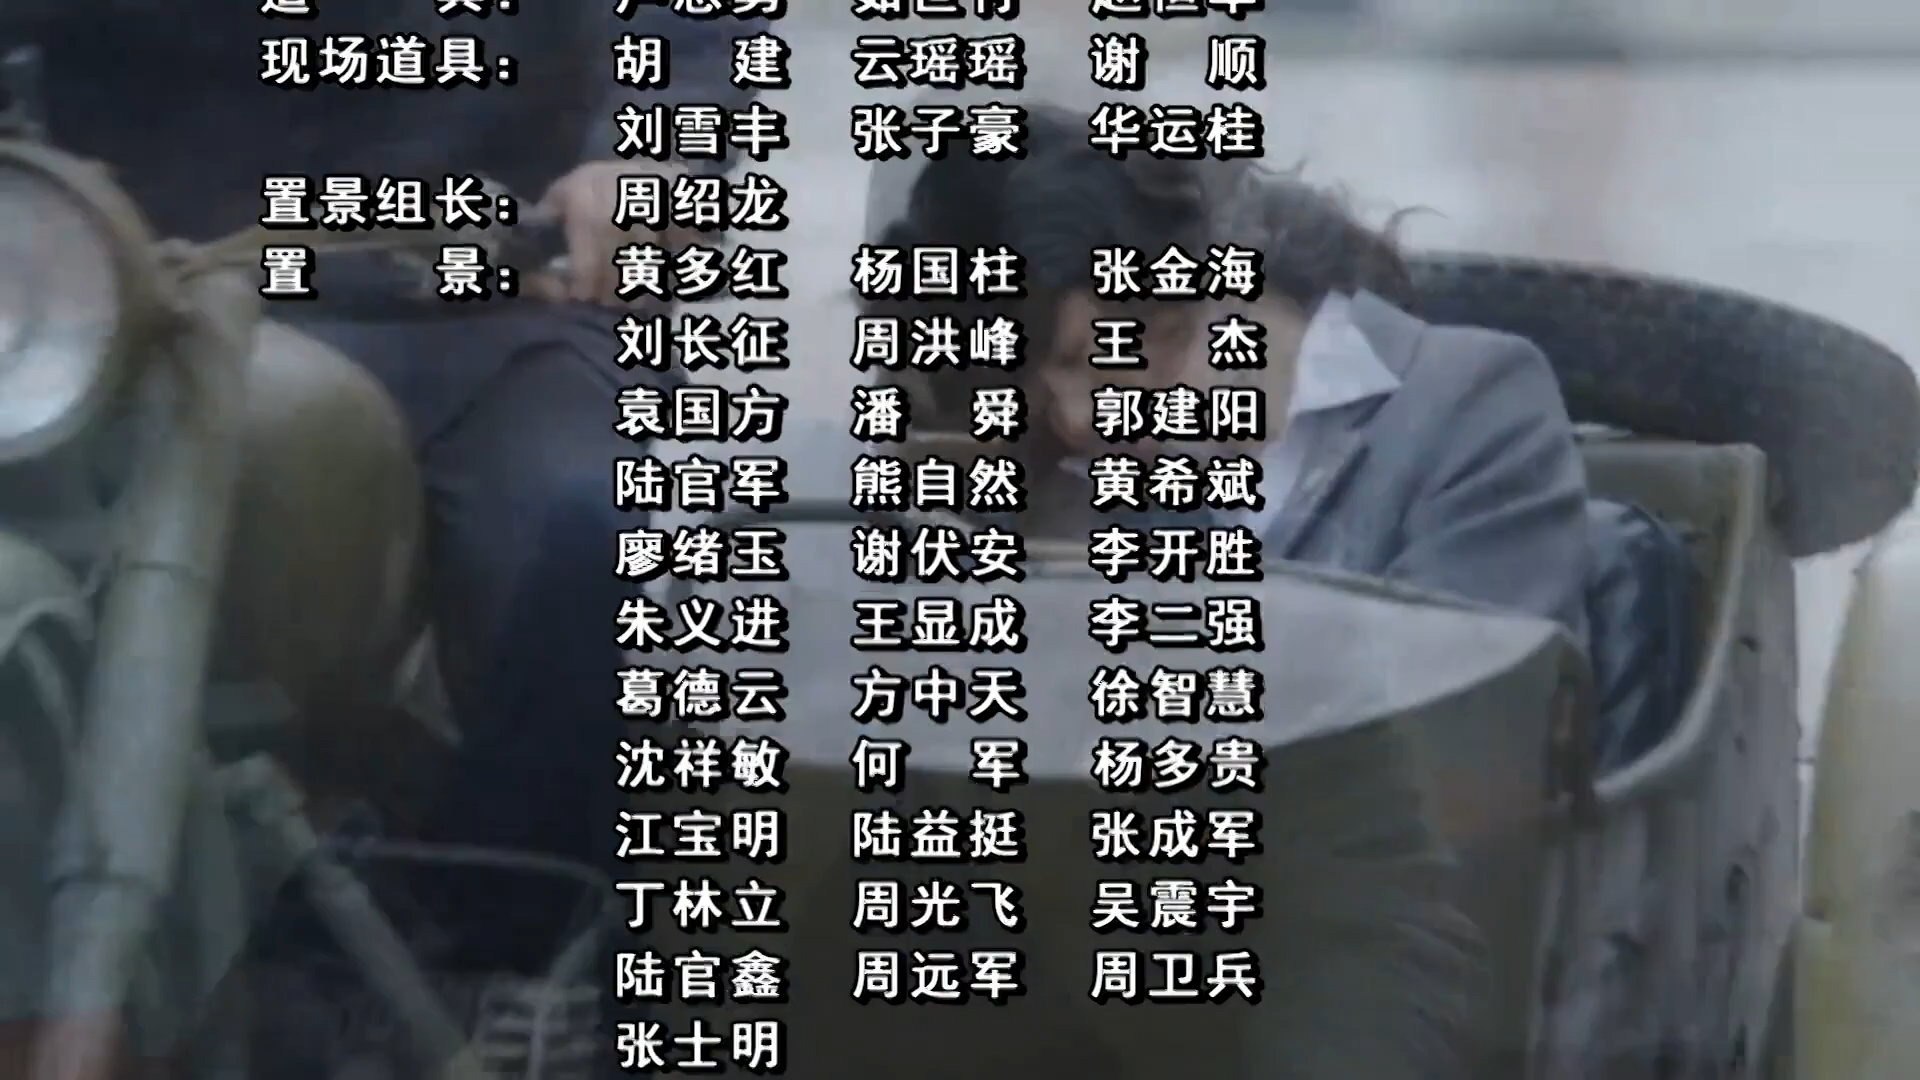 现场道具： 胡 建 云瑶瑶 谢 顺
刘雪丰 张子豪 华运桂
置景组长： 周绍龙
置 景： 黄多红 杨国柱 张金海
刘长征 周洪峰 王 杰
袁国方 潘 舜 郭建阳
陆官军 熊自然 黄希斌
廖绪玉 谢伏安 李开胜
朱义进 王显成 李二强
葛德云 方中天 徐智慧
沈祥敏 何 军 杨多贵
江宝明 陆益挺 张成军
丁林立 周光飞 吴震宇
陆官鑫 周远军 周卫兵
张士明